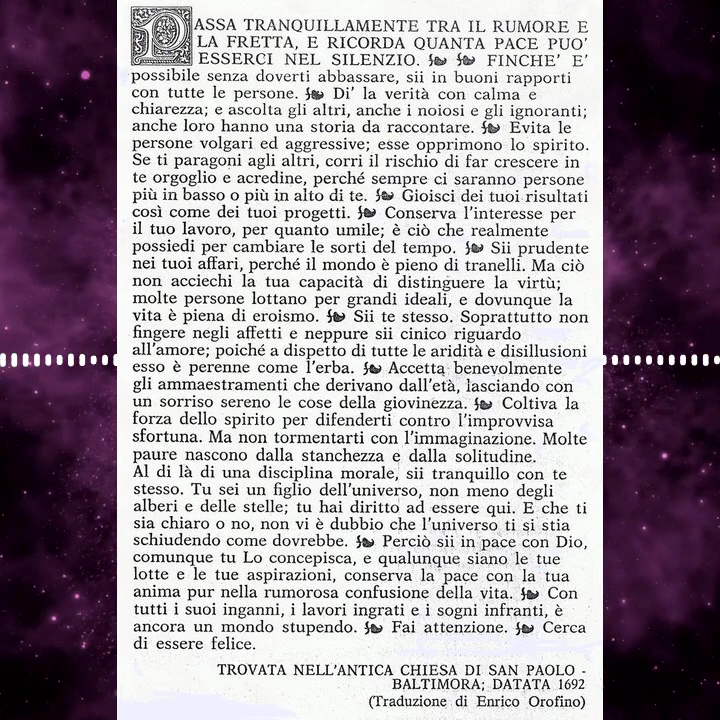 PASSA TRANQUILLAMENTE TRA IL RUMORE E
LA FRETTA, E RICORDA QUANTA PACE PUO'
ESSERCI NEL SILENZIO. FINCHE' E'
possibile senza doverti abbassare, sii in buoni rapporti
con tutte le persone. Di' la verità con calma e
chiarezza; e ascolta gli altri, anche i noiosi e gli ignoranti;
anche loro hanno una storia da raccontare. Evita le
persone volgari ed aggressive; esse opprimono lo spirito.
Se ti paragoni agli altri, corri il rischio di far crescere in
te orgoglio e acredine, perché sempre ci saranno persone
più in basso o più in alto di te. Gioisci dei tuoi risultati
così come dei tuoi progetti. Conserva l'interesse per
il tuo lavoro, per quanto umile; è ciò che realmente
possiedi per cambiare le sorti del tempo. Sii prudente
nei tuoi affari, perché il mondo è pieno di tranelli. Ma ciò
non acciechi la tua capacità di distinguere la virtù;
molte persone lottano per grandi ideali, e dovunque la
vita è piena di eroismo. Sii te stesso. Soprattutto non
fingere negli affetti e neppure sii cinico riguardo
all'amore; poiché a dispetto di tutte le aridità e disillusioni
esso è perenne come l'erba. Accetta benevolmente
gli ammaestramenti che derivano dall'età, lasciando con
un sorriso sereno le cose della giovinezza. Coltiva la
forza dello spirito per difenderti contro l'improvvisa
sfortuna. Ma non tormentarti con l'immaginazione. Molte
paure nascono dalla stanchezza e dalla solitudine.
Al di là di una disciplina morale, sii tranquillo con te
stesso. Tu sei un figlio dell'universo, non meno degli
alberi e delle stelle; tu hai diritto ad essere qui. E che ti
sia chiaro o no, non vi è dubbio che l'universo ti si stia
schiudendo come dovrebbe. Perciò sii in pace con Dio,
comunque tu Lo concepisca, e qualunque siano le tue
lotte e le tue aspirazioni, conserva la pace con la tua
anima pur nella rumorosa confusione della vita. Con
tutti i suoi inganni, i lavori ingrati e i sogni infranti, è
ancora un mondo stupendo. Fai attenzione. Cerca
di essere felice.
TROVATA NELL'ANTICA CHIESA DI SAN PAOLO -
BALTIMORA; DATATA 1692
(Traduzione di Enrico Orofino)